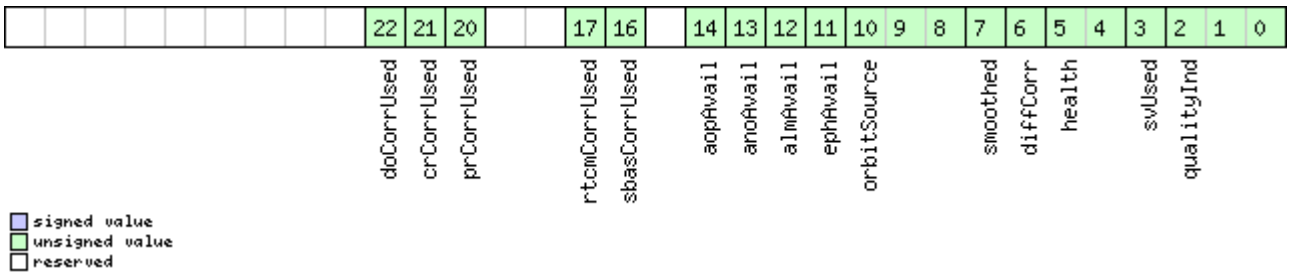 22 21 20 17 16 14 13 12 11 10 9 8 7 6 5 4 3 2 1 0
doCorrUsed
crCorrUsed
prCorrUsed
rtcmCorrUsed
sbasCorrUsed
aopAvail
anoAvail
almAvail
ephAvail
orbitSource
smoothed
diffCorr
health
svUsed
qualityInd
signed value
unsigned value
reserved